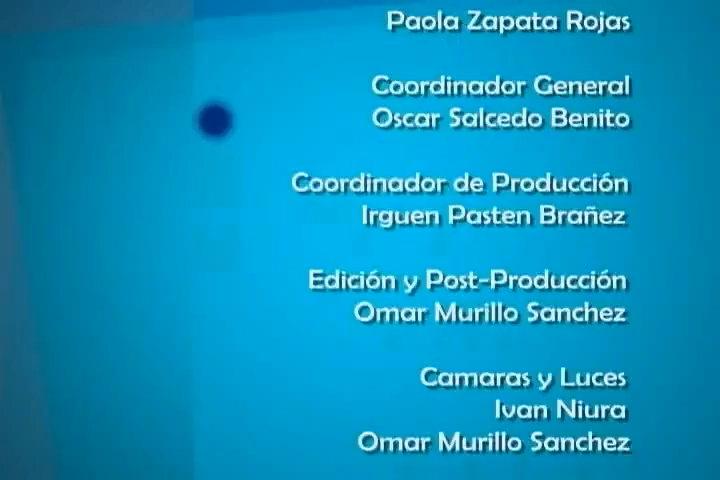 Paola Zapata Rojas
Coordinador General
Oscar Salcedo Benito
Coordinador de Producción
Irguen Pasten Brañez
Edición y Post-Producción
Omar Murillo Sanchez
Camaras y Luces
Ivan Niura
Omar Murillo Sanchez